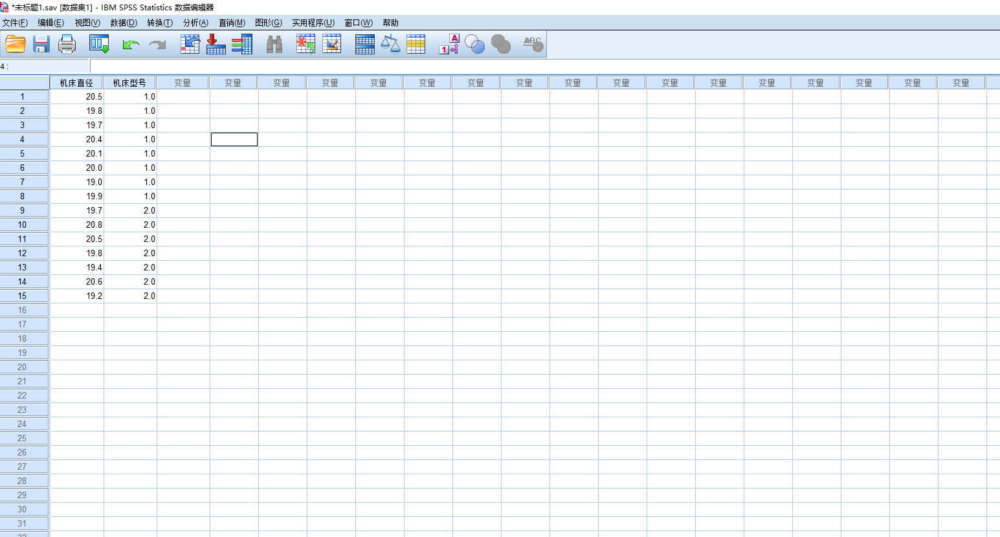 *未标题1.sav [数据集1] - IBM SPSS Statistics 数据编辑器
文件(F) 编辑(E) 视图(V) 数据(D) 转换(T) 分析(A) 直销(M) 图形(G) 实用程序(U) 窗口(W) 帮助
A
1
ABC
4 :
机床直径 机床型号 变量 变量 变量 变量 变量 变量 变量 变量 变量 变量 变量 变量 变量 变量 变量 变量 变量
1 20.5 1.0
2 19.8 1.0
3 19.7 1.0
4 20.4 1.0
5 20.1 1.0
6 20.0 1.0
7 19.0 1.0
8 19.9 1.0
9 19.7 2.0
10 20.8 2.0
11 20.5 2.0
12 19.8 2.0
13 19.4 2.0
14 20.6 2.0
15 19.2 2.0
16
17
18
19
20
21
22
23
24
25
26
27
28
29
30
31
32